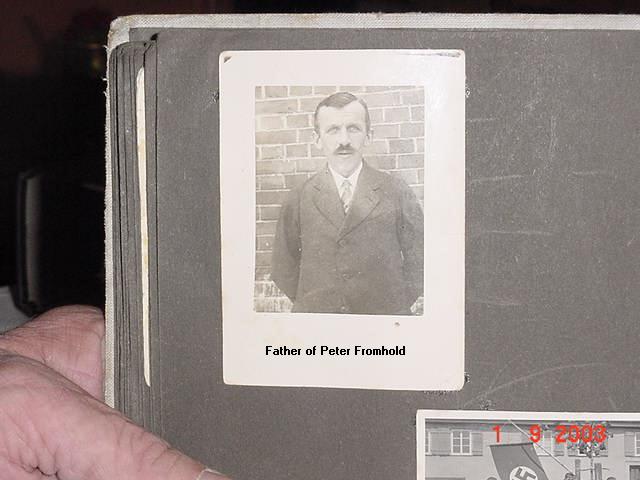 Father of Peter Fromhold
1 9 2003